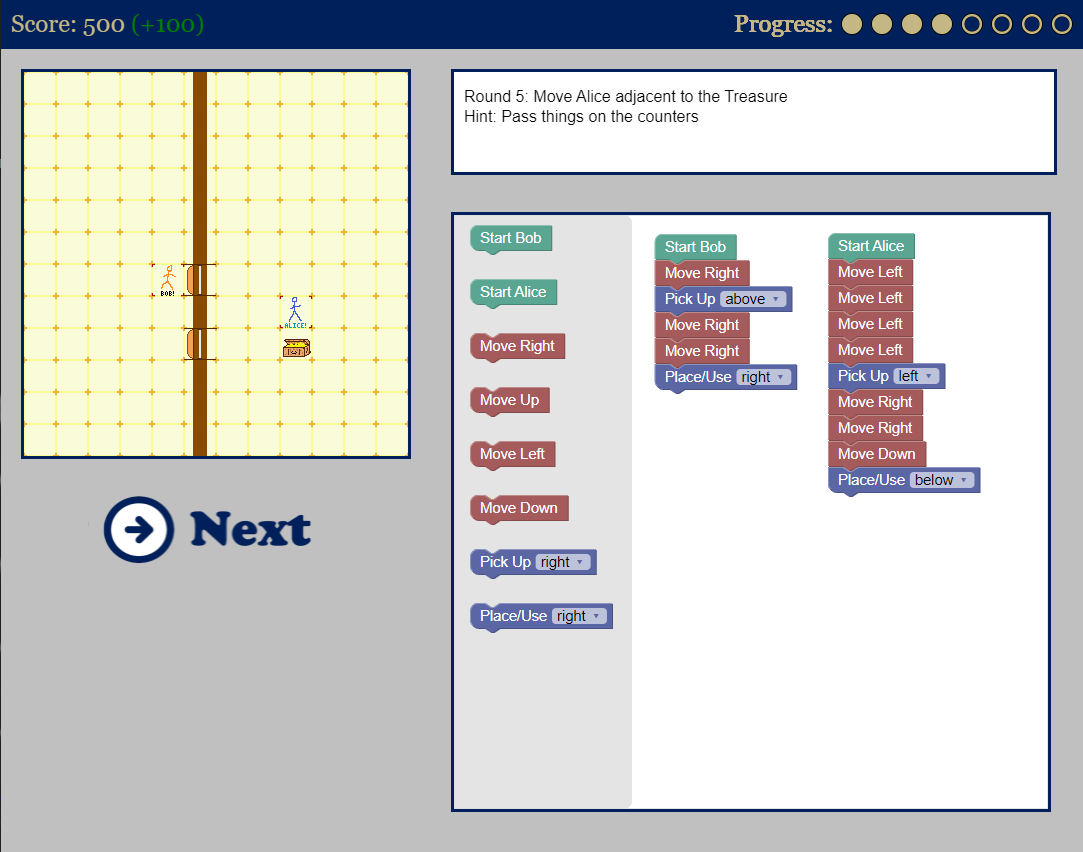 Score: 500 (+100)
Progress:
Round 5: Move Alice adjacent to the Treasure
Hint: Pass things on the counters
BOB!
ALICE!
Next
Start Bob
Start Alice
Move Right
Move Up
Move Left
Move Down
Pick Up right
Place/Use right
Start Bob
Move Right
Pick Up above
Move Right
Move Right
Place/Use right
Start Alice
Move Left
Move Left
Move Left
Move Left
Pick Up left
Move Right
Move Right
Move Down
Place/Use below